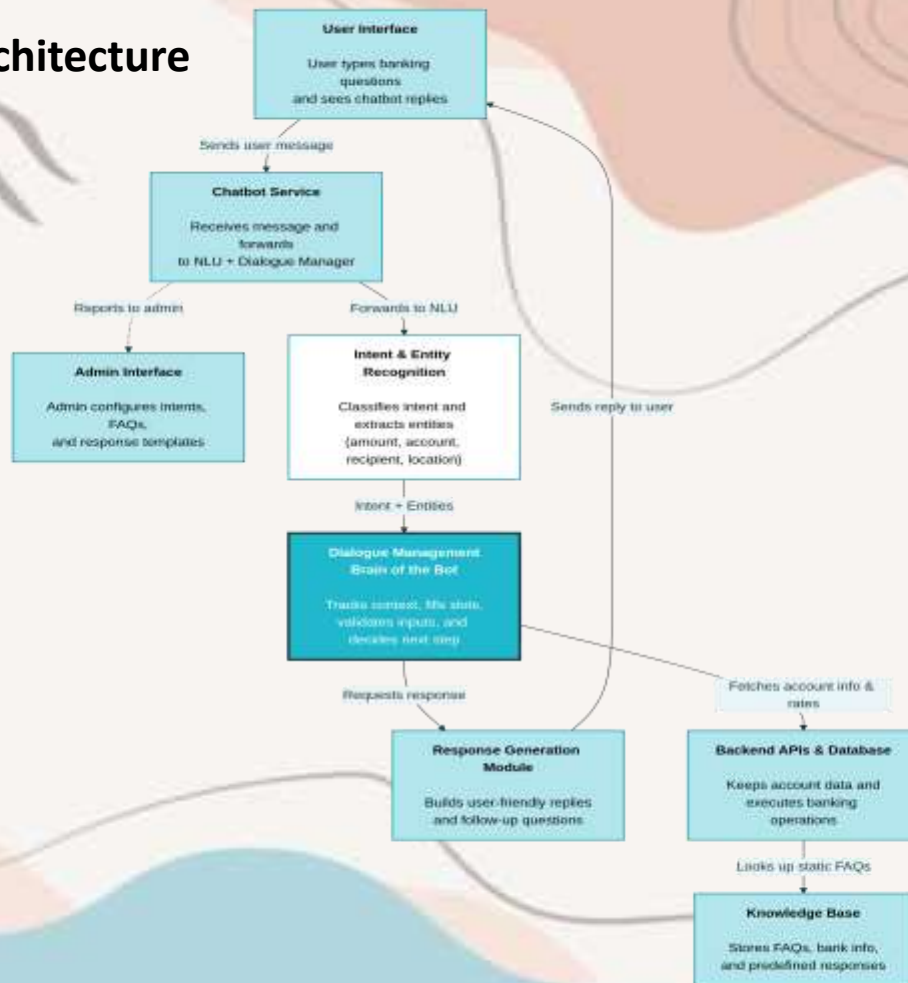 chitecture
User Interface
User types banking
questions
and sees chatbot replies
Sends user message
Chatbot Service
Receives message and
forwards
to NLU + Dialogue Manager
Reports to admin
Forwards to NLU
Admin Interface
Admin configures intents,
FAQs,
and response templates
Intent & Entity
Recognition
Classifies intent and
extracts entities
(amount, account,
recipient, location)
Sends reply to user
Intent + Entities
Dialogue Management
Brain of the Bot
Tracks context, fills slots,
validates inputs, and
decides next step
Requests response
Fetches account info &
rates
Response Generation
Module
Builds user-friendly replies
and follow-up questions
Backend APIs & Database
Keeps account data and
executes banking
operations
Looks up static FAQs
Knowledge Base
Stores FAQs, bank info,
and predefined responses